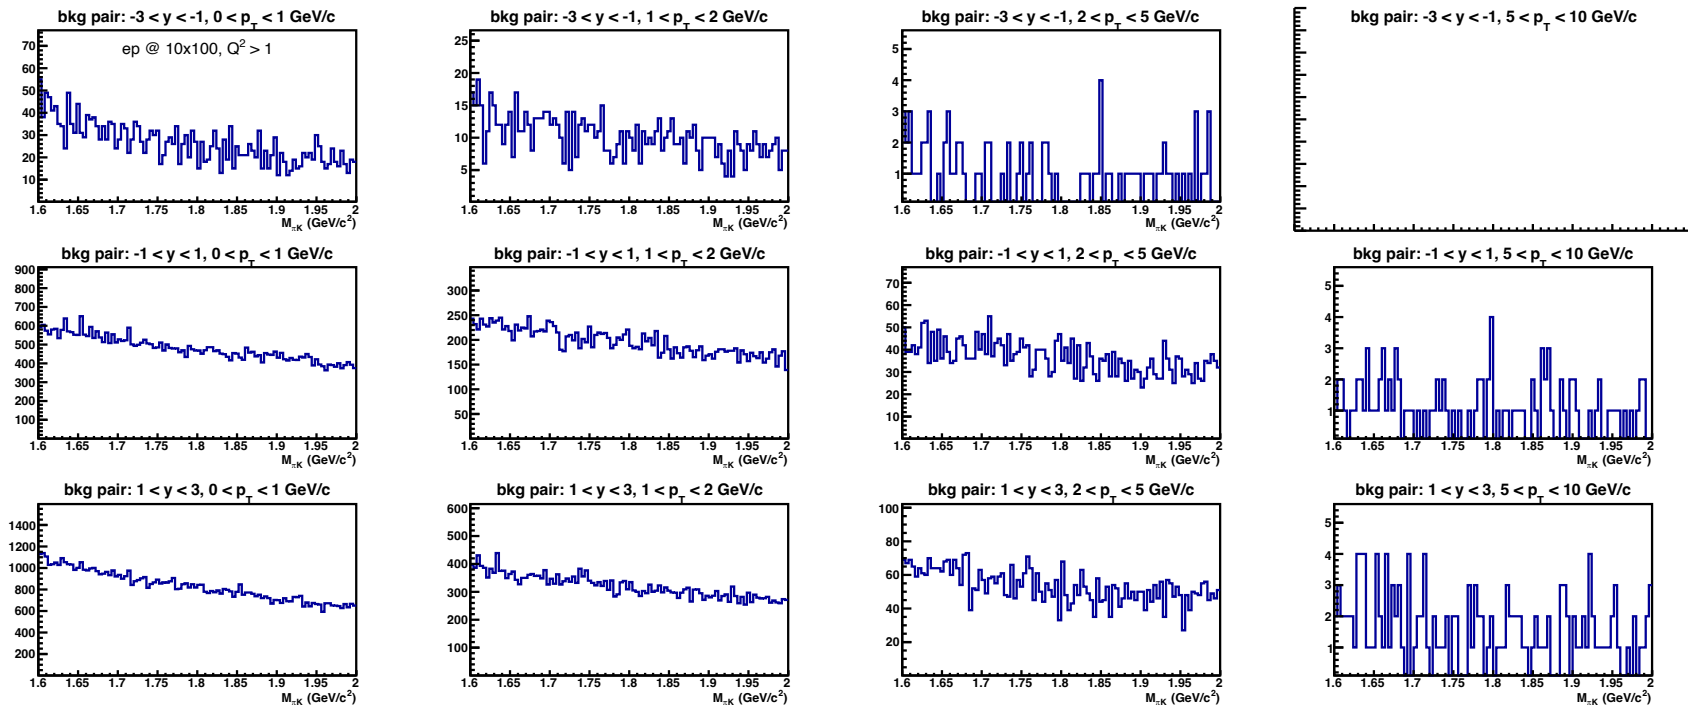 bkg pair: -3 < y < -1, 0 < p_T < 1 GeV/c
ep @ 10x100, Q² > 1
70
60
50
40
30
20
10
1.6 1.65 1.7 1.75 1.8 1.85 1.9 1.95 2
M_πK (GeV/c²)
bkg pair: -3 < y < -1, 1 < p_T < 2 GeV/c
25
20
15
10
5
1.6 1.65 1.7 1.75 1.8 1.85 1.9 1.95 2
M_πK (GeV/c²)
bkg pair: -3 < y < -1, 2 < p_T < 5 GeV/c
5
4
3
2
1
1.6 1.65 1.7 1.75 1.8 1.85 1.9 1.95 2
M_πK (GeV/c²)
bkg pair: -3 < y < -1, 5 < p_T < 10 GeV/c
bkg pair: -1 < y < 1, 0 < p_T < 1 GeV/c
900
800
700
600
500
400
300
200
100
1.6 1.65 1.7 1.75 1.8 1.85 1.9 1.95 2
M_πK (GeV/c²)
bkg pair: -1 < y < 1, 1 < p_T < 2 GeV/c
300
250
200
150
100
50
1.6 1.65 1.7 1.75 1.8 1.85 1.9 1.95 2
M_πK (GeV/c²)
bkg pair: -1 < y < 1, 2 < p_T < 5 GeV/c
70
60
50
40
30
20
10
1.6 1.65 1.7 1.75 1.8 1.85 1.9 1.95 2
M_πK (GeV/c²)
bkg pair: -1 < y < 1, 5 < p_T < 10 GeV/c
5
4
3
2
1
1.6 1.65 1.7 1.75 1.8 1.85 1.9 1.95 2
M_πK (GeV/c²)
bkg pair: 1 < y < 3, 0 < p_T < 1 GeV/c
1400
1200
1000
800
600
400
200
1.6 1.65 1.7 1.75 1.8 1.85 1.9 1.95 2
M_πK (GeV/c²)
bkg pair: 1 < y < 3, 1 < p_T < 2 GeV/c
600
500
400
300
200
100
1.6 1.65 1.7 1.75 1.8 1.85 1.9 1.95 2
M_πK (GeV/c²)
bkg pair: 1 < y < 3, 2 < p_T < 5 GeV/c
100
80
60
40
20
1.6 1.65 1.7 1.75 1.8 1.85 1.9 1.95 2
M_πK (GeV/c²)
bkg pair: 1 < y < 3, 5 < p_T < 10 GeV/c
5
4
3
2
1
1.6 1.65 1.7 1.75 1.8 1.85 1.9 1.95 2
M_πK (GeV/c²)